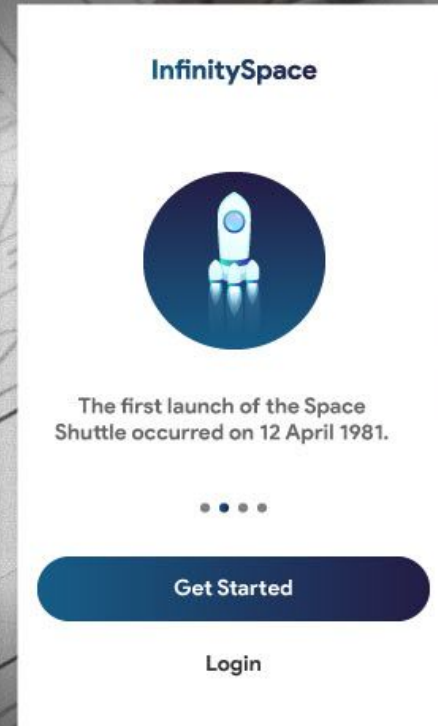 InfinitySpace
The first launch of the Space
Shuttle occurred on 12 April 1981.
Get Started
Login